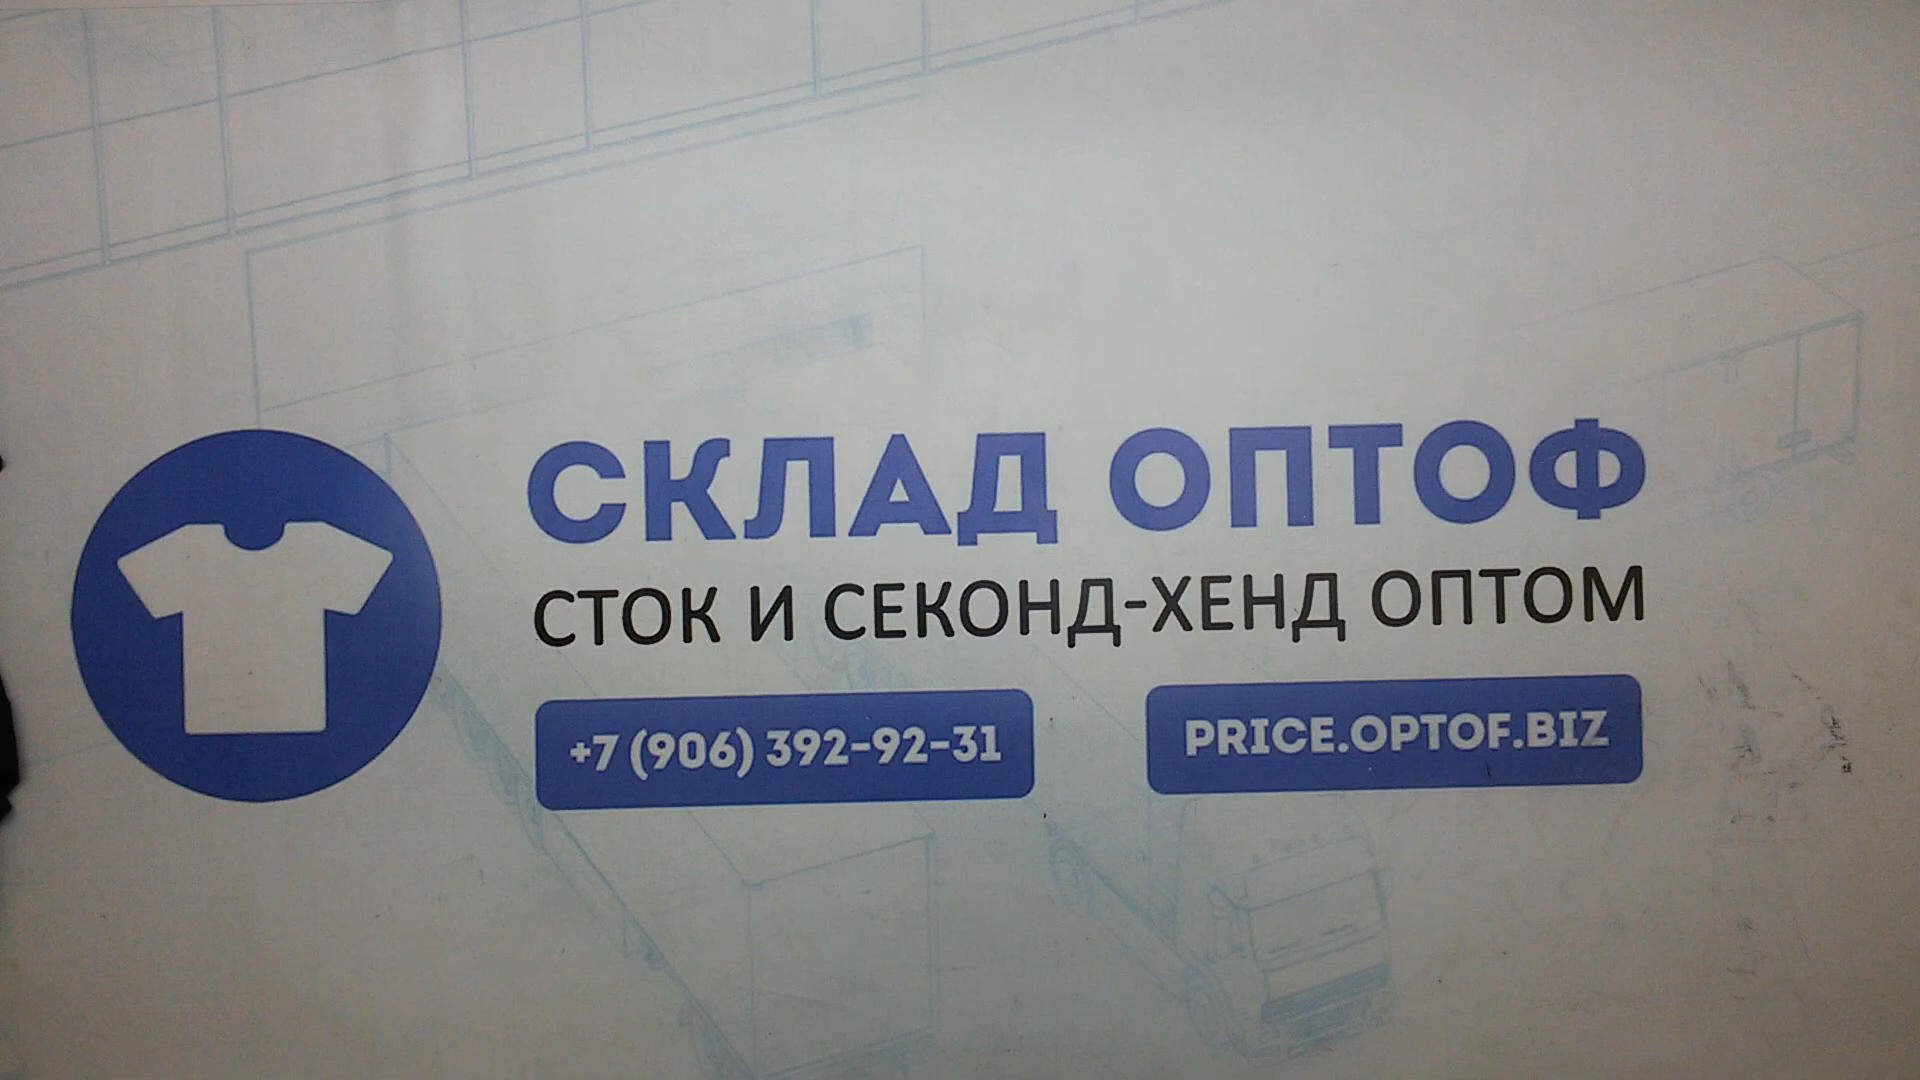 СКЛАД ОПТОФ
СТОК И СЕКОНД-ХЕНД ОПТОМ
+7 (906) 392-92-31
PRICE.OPTOF.BIZ